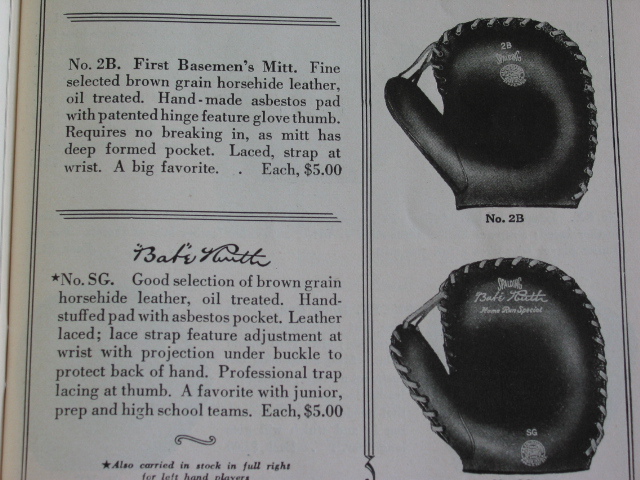 No. 2B. First Basemen's Mitt. Fine
selected brown grain horsehide leather,
oil treated. Hand-made asbestos pad
with patented hinge feature glove thumb.
Requires no breaking in, as mitt has
deep formed pocket. Laced, strap at
wrist. A big favorite. . Each, $5.00
"Babe" Ruth
★No. SG. Good selection of brown grain
horsehide leather, oil treated. Hand-
stuffed pad with asbestos pocket. Leather
laced; lace strap feature adjustment at
wrist with projection under buckle to
protect back of hand. Professional trap
lacing at thumb. A favorite with junior,
prep and high school teams. Each, $5.00
★Also carried in stock in full right
for left hand players
2B
SPALDING
No. 2B
SPALDING
Babe Ruth
Home Run Special
SG